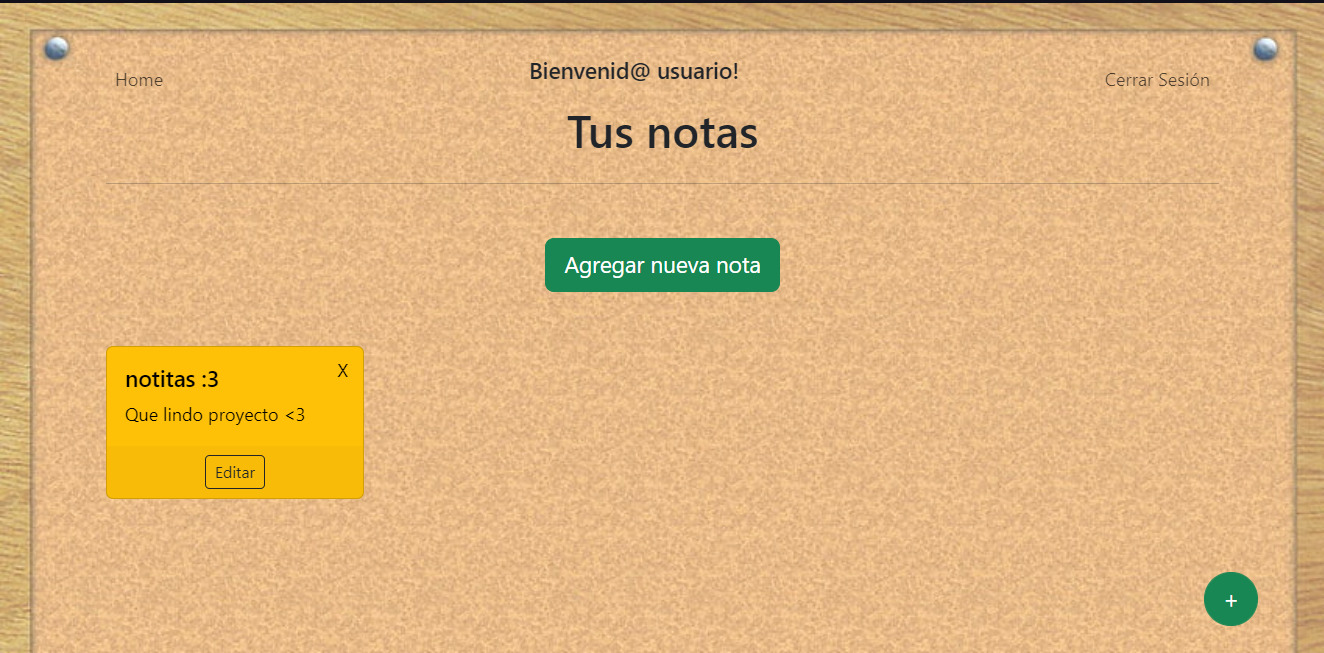 Home
Bienvenid@ usuario!
Cerrar Sesión
Tus notas
Agregar nueva nota
notitas :3
X
Que lindo proyecto <3
Editar
+